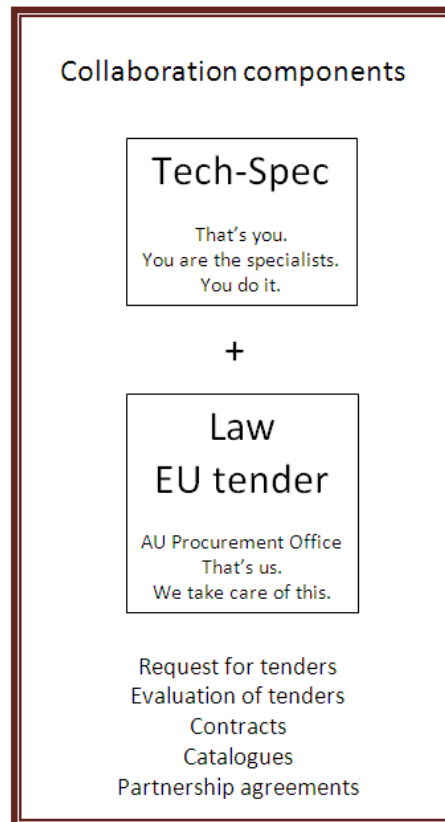 Collaboration components
Tech-Spec
That's you.
You are the specialists.
You do it.
+
Law
EU tender
AU Procurement Office
That's us.
We take care of this.
Request for tenders
Evaluation of tenders
Contracts
Catalogues
Partnership agreements